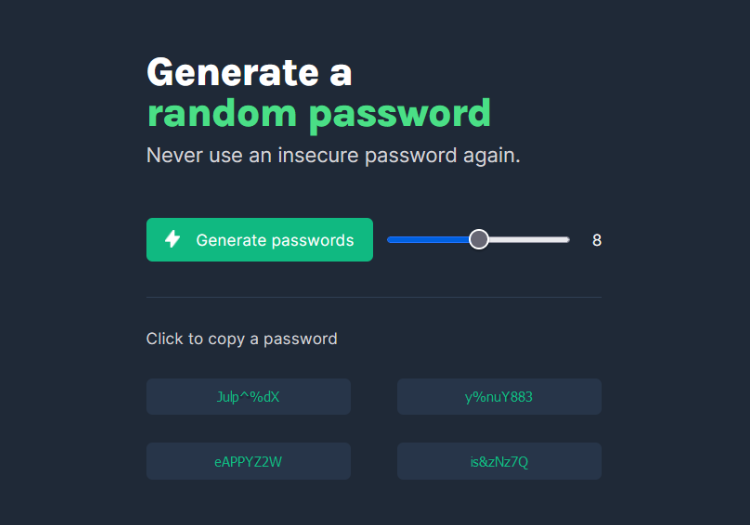 Generate a
random password
Never use an insecure password again.
Generate passwords 8
Click to copy a password
Julp^%dX y%nuY883
eAPPYZ2W is&zNz7Q